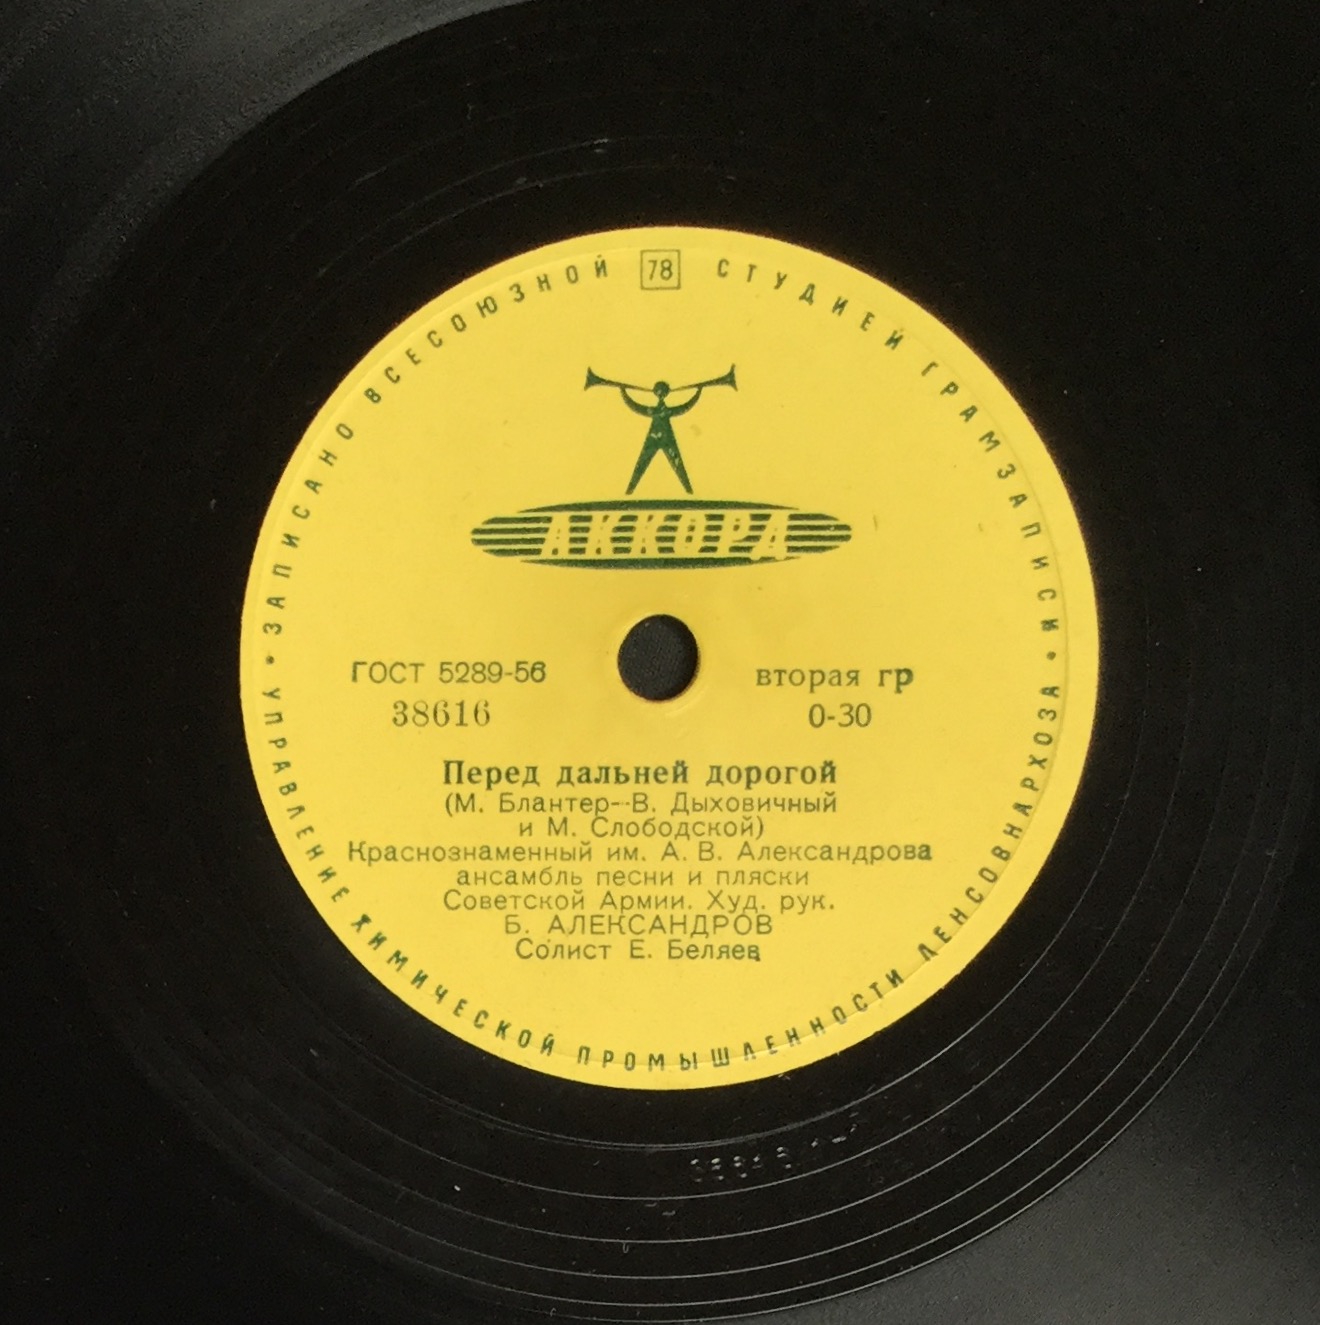 ЗАПИСАНО ВСЕСОЮЗНОЙ 78 СТУДИЕЙ ГРАМЗАПИСИ
АККОРД
ГОСТ 5289-56 вторая гр
38616 0-30
Перед дальней дорогой
(М. Блантер--В. Дыховичный
и М. Слободской)
Краснознаменный им. А. В. Александрова
ансамбль песни и пляски
Советской Армии. Худ. рук.
Б. АЛЕКСАНДРОВ
Солист Е. Беляев
• УПРАВЛЕНИЕ ХИМИЧЕСКОЙ ПРОМЫШЛЕННОСТИ ЛЕНСОВНАРХОЗА •